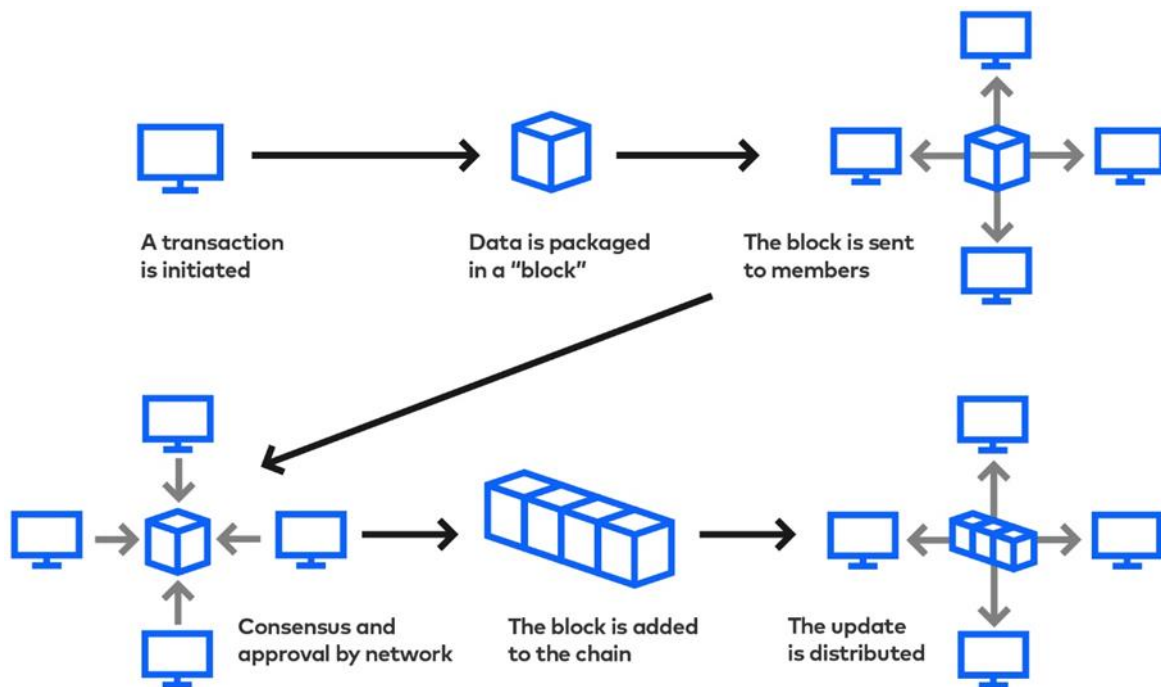 A transaction
is initiated
Data is packaged
in a “block”
The block is sent
to members
Consensus and
approval by network
The block is added
to the chain
The update
is distributed